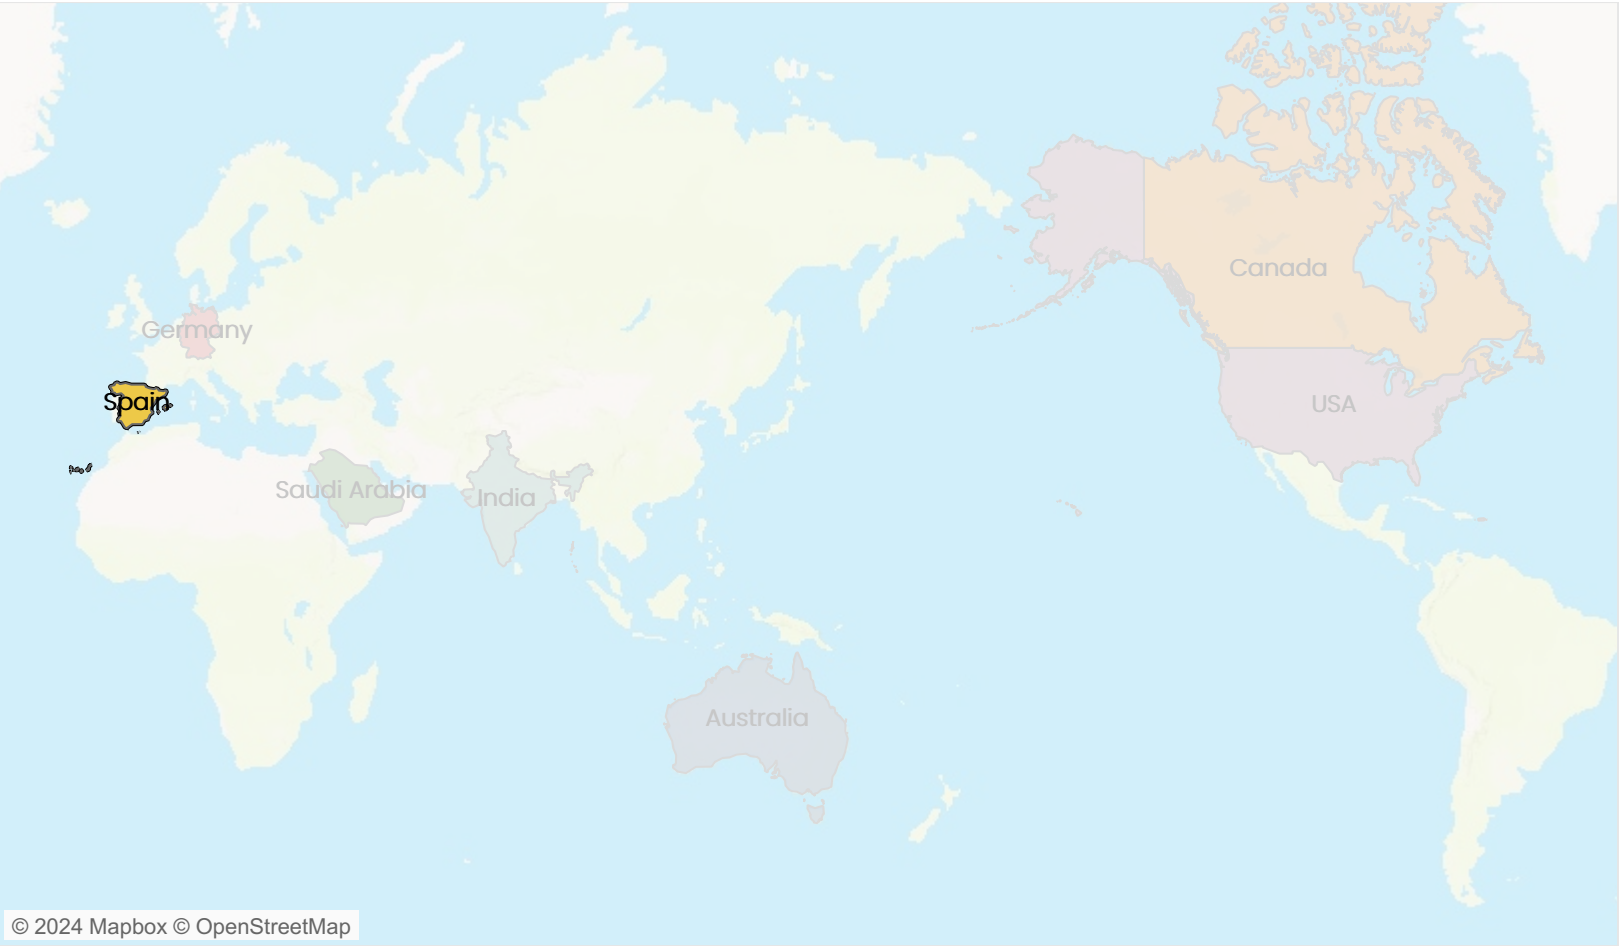 Canada
Germany
Spain
USA
Saudi Arabia
India
Australia
© 2024 Mapbox © OpenStreetMap